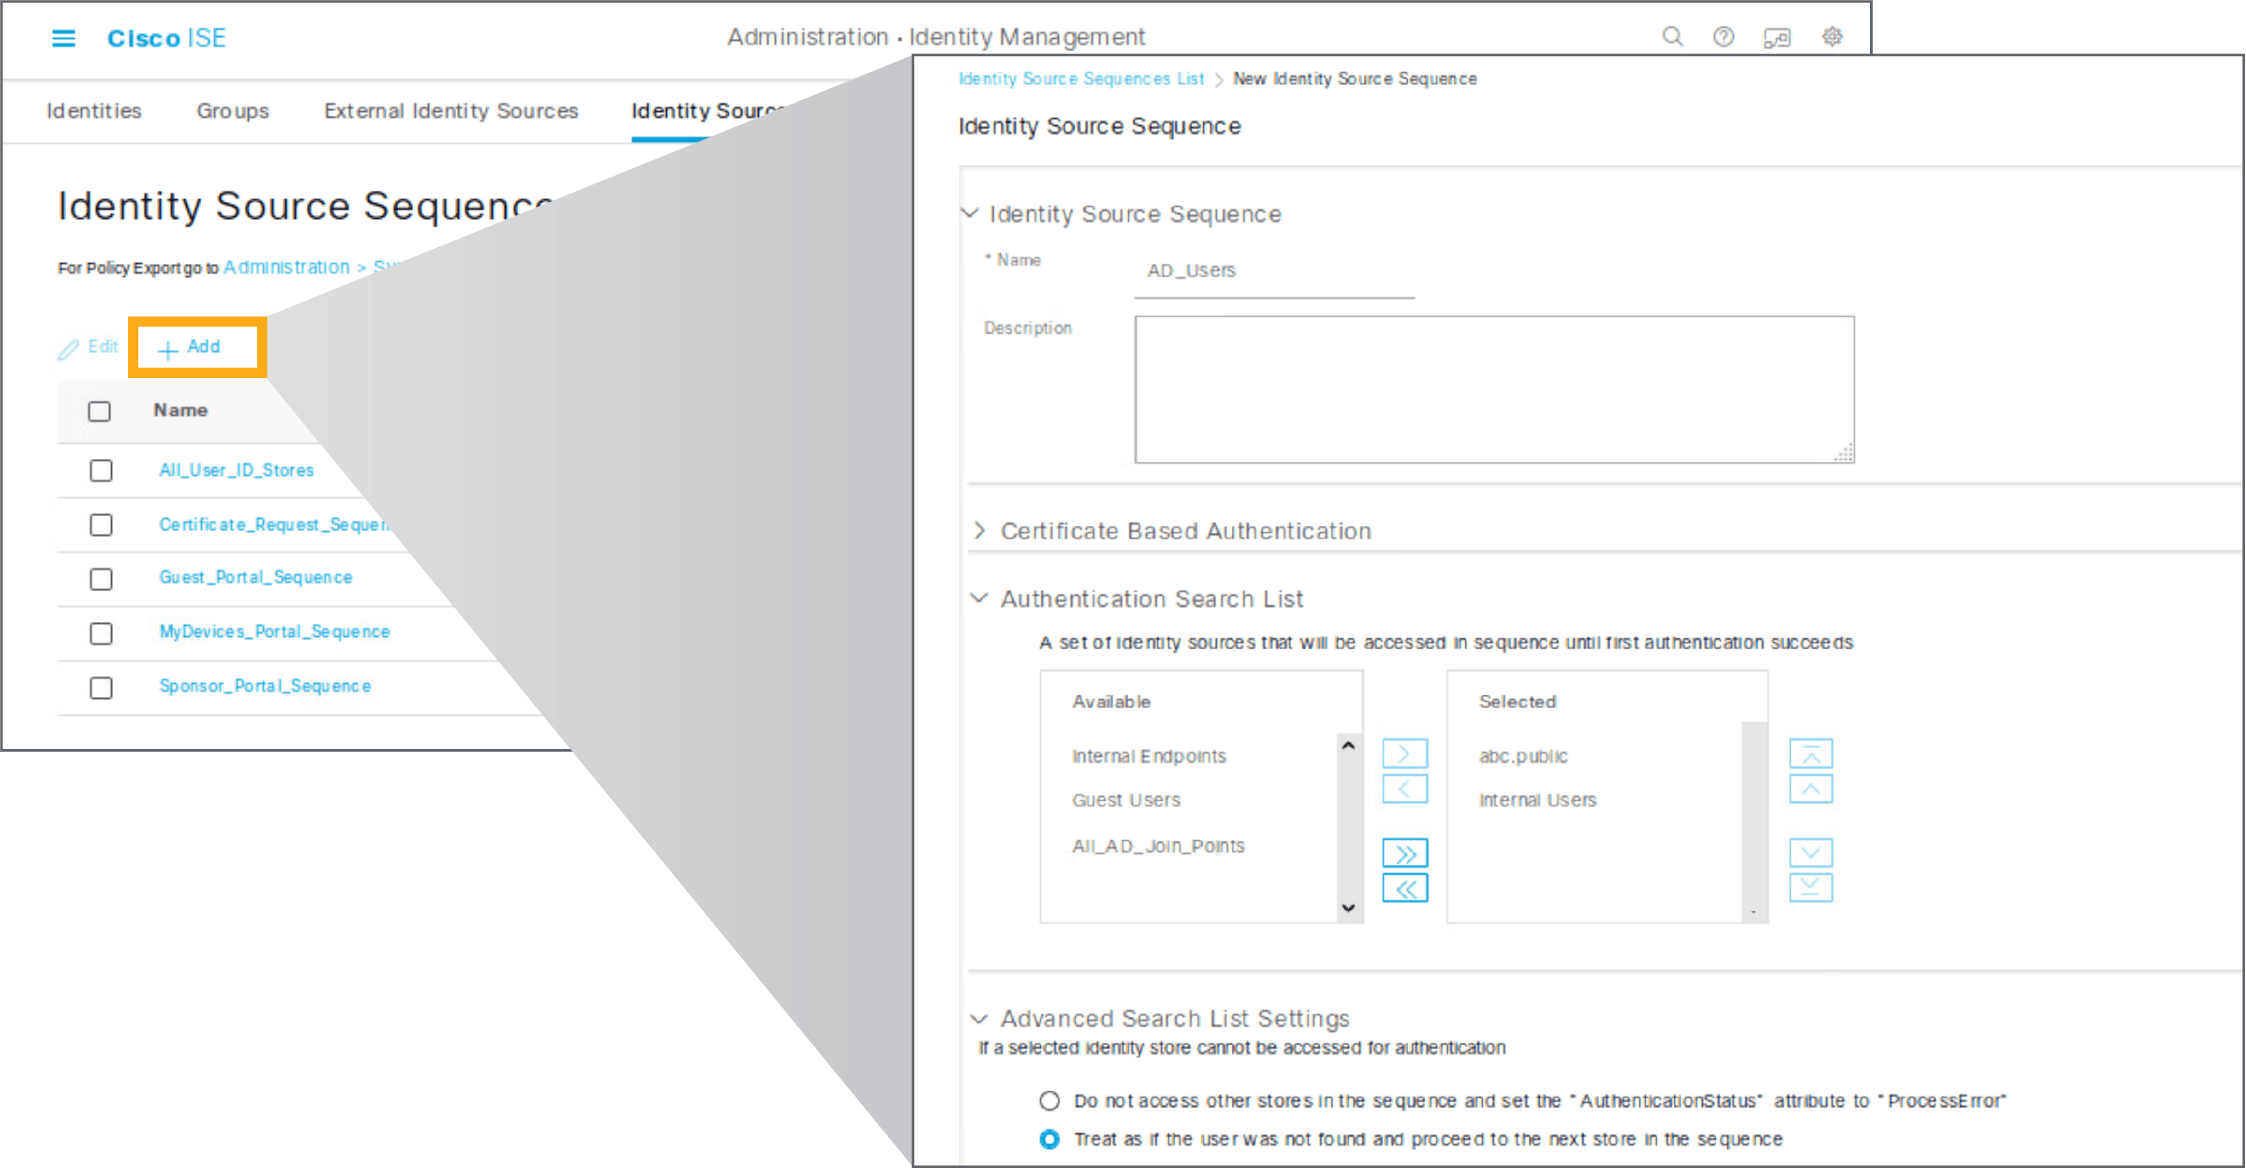 Cisco ISE
Administration · Identity Management
Identities
Groups
External Identity Sources
Identity Source
Identity Source Sequence
For Policy Export go to Administration >
Edit
Add
Name
All_User_ID_Stores
Certificate_Request_Sequen
Guest_Portal_Sequence
MyDevices_Portal_Sequence
Sponsor_Portal_Sequence
Identity Source Sequences List > New Identity Source Sequence
Identity Source Sequence
Identity Source Sequence
* Name
AD_Users
Description
Certificate Based Authentication
Authentication Search List
A set of identity sources that will be accessed in sequence until first authentication succeeds
Available
Internal Endpoints
Guest Users
All_AD_Join_Points
Selected
abc.public
Internal Users
Advanced Search List Settings
If a selected identity store cannot be accessed for authentication
Do not access other stores in the sequence and set the "AuthenticationStatus" attribute to "ProcessError"
Treat as if the user was not found and proceed to the next store in the sequence